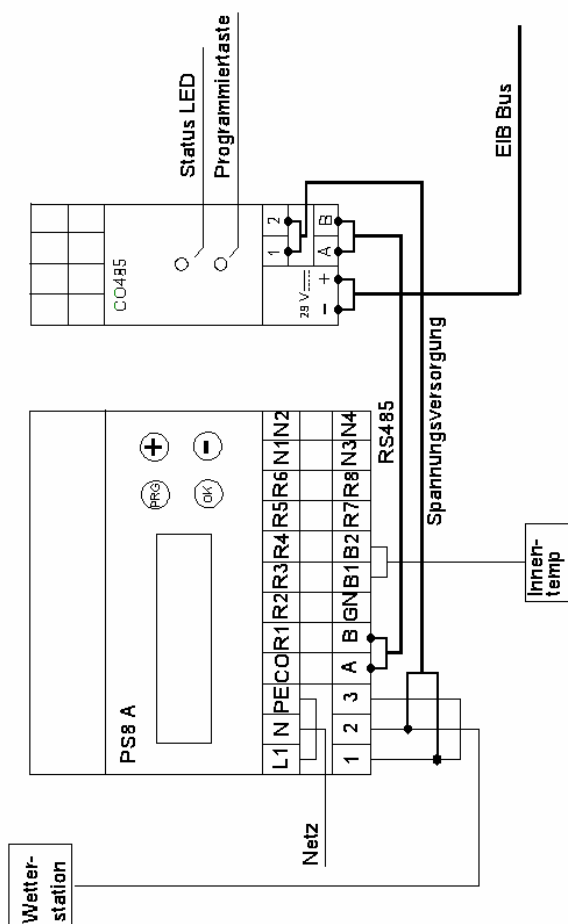 Wetter-
station
Netz
PS8 A
PRG
+
OK
-
L1 N PE CO R1 R2 R3 R4 R5 R6 N1 N2
1 2 3 A B GN B1 B2 R7 R8 N3 N4
Innen-
temp
RS485
Spannungsversorgung
CO485
Status LED
Programmiertaste
29 V
1 2
- + A B
EIB Bus